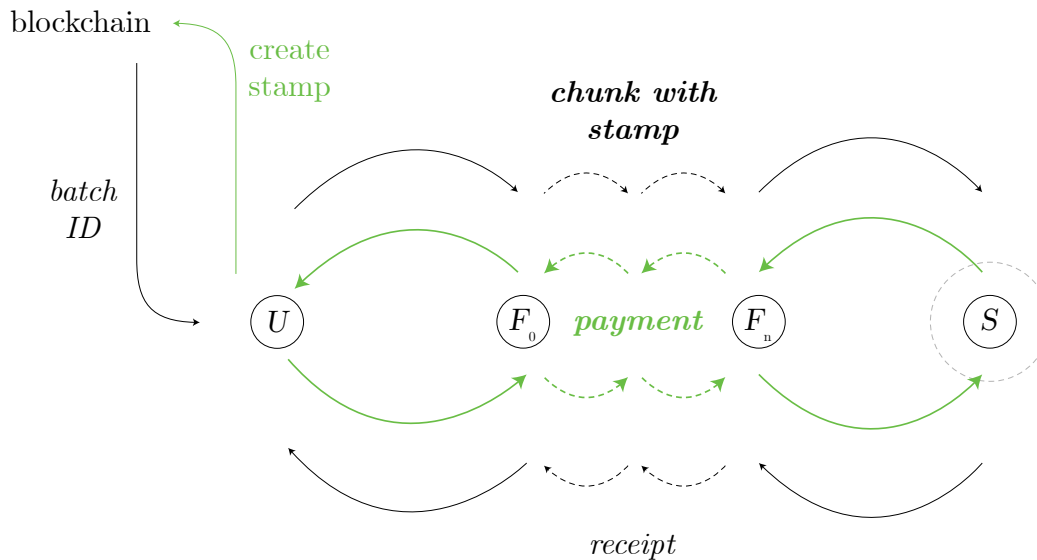 blockchain
create
stamp
chunk with
stamp
batch
ID
U
F0
payment
Fn
S
receipt